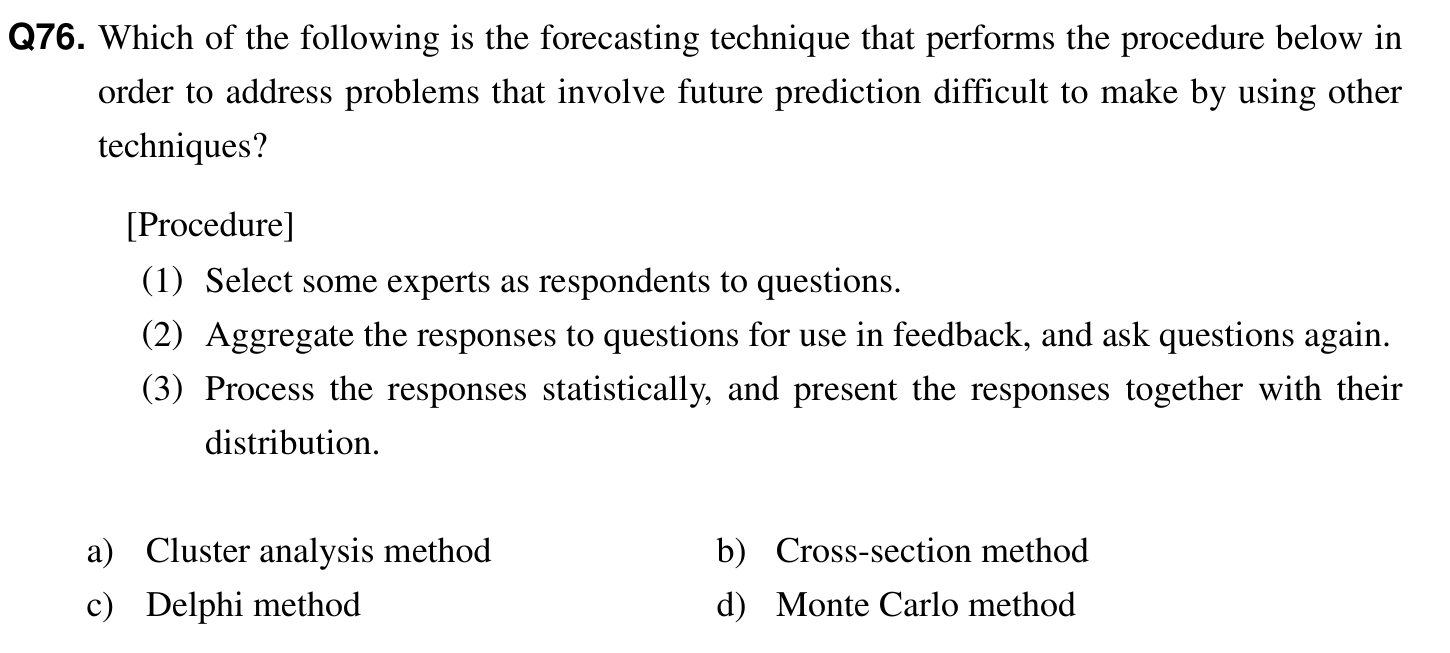 Q76. Which of the following is the forecasting technique that performs the procedure below in
order to address problems that involve future prediction difficult to make by using other
techniques?
[Procedure]
(1) Select some experts as respondents to questions.
(2) Aggregate the responses to questions for use in feedback, and ask questions again.
(3) Process the responses statistically, and present the responses together with their
distribution.
a) Cluster analysis method b) Cross-section method
c) Delphi method d) Monte Carlo method